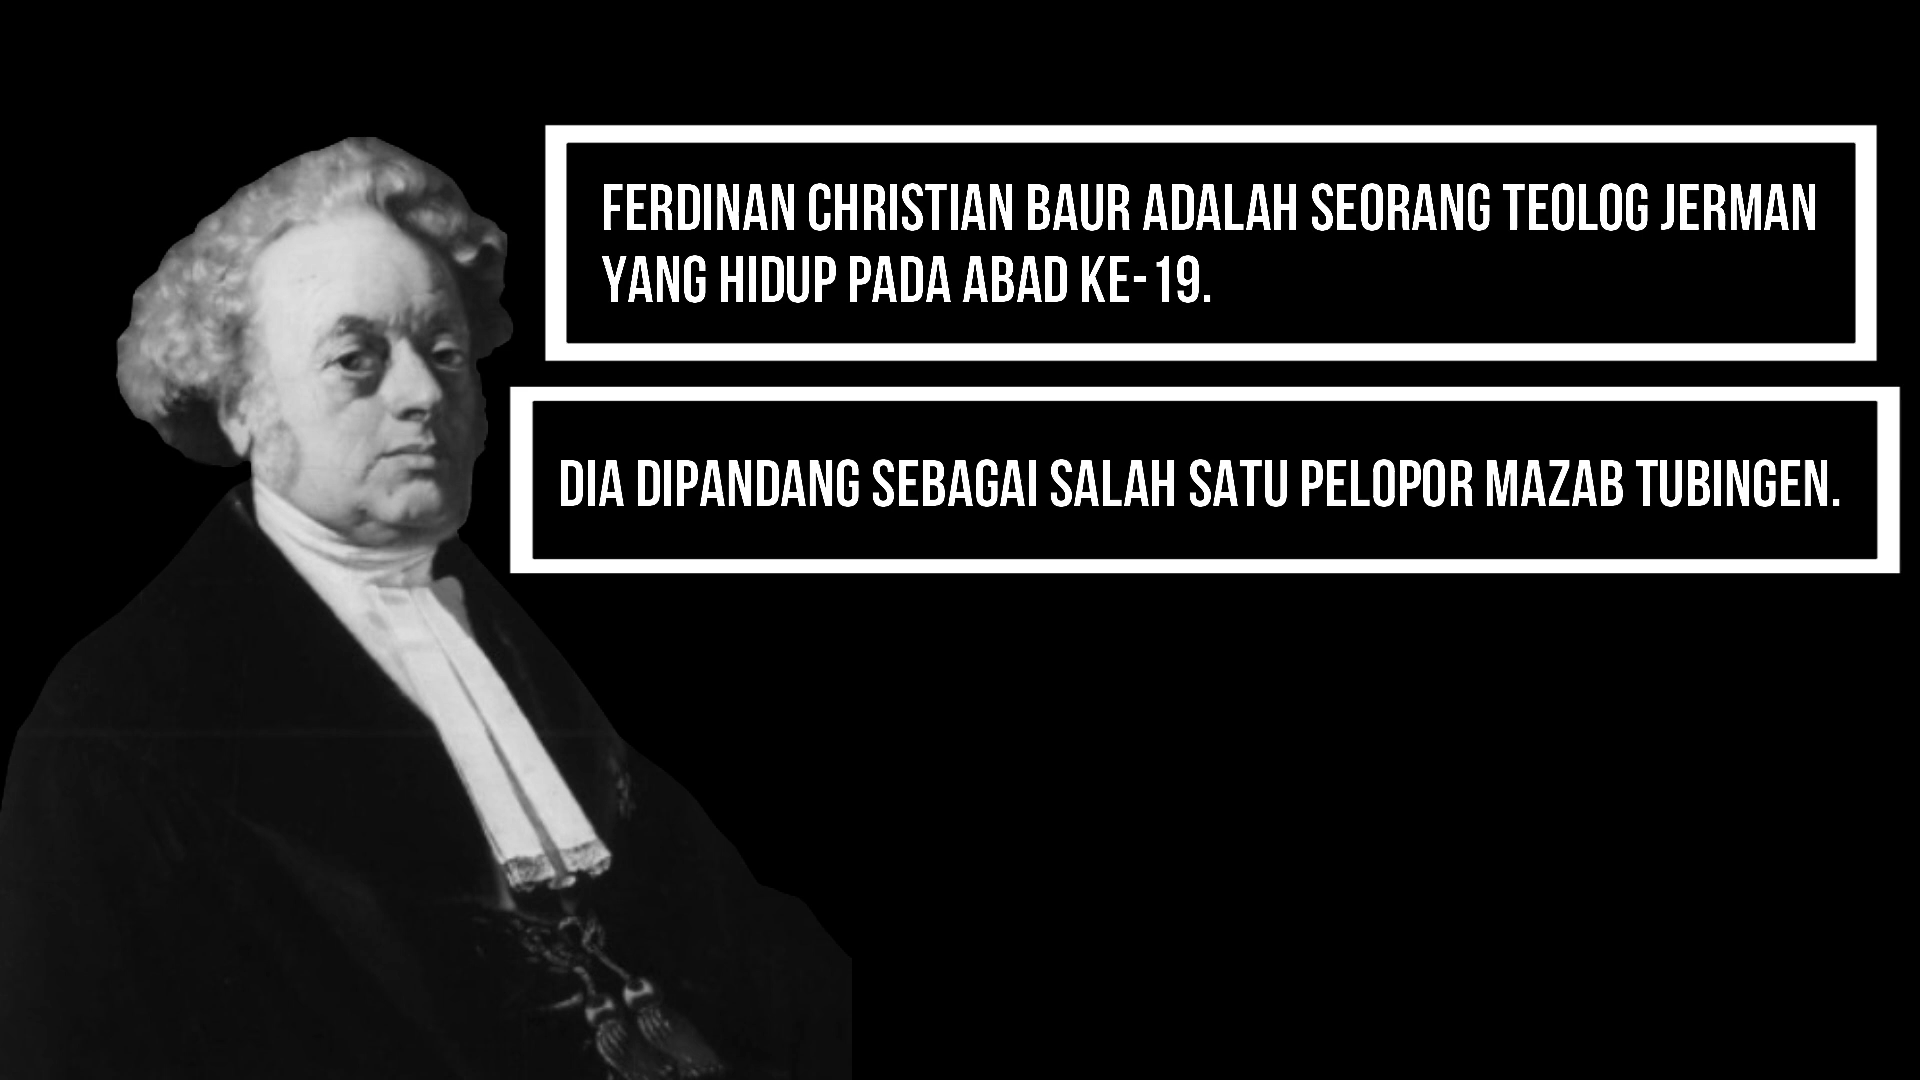 FERDINAN CHRISTIAN BAUR ADALAH SEORANG TEOLOG JERMAN
YANG HIDUP PADA ABAD KE-19.
DIA DIPANDANG SEBAGAI SALAH SATU PELOPOR MAZAB TUBINGEN.